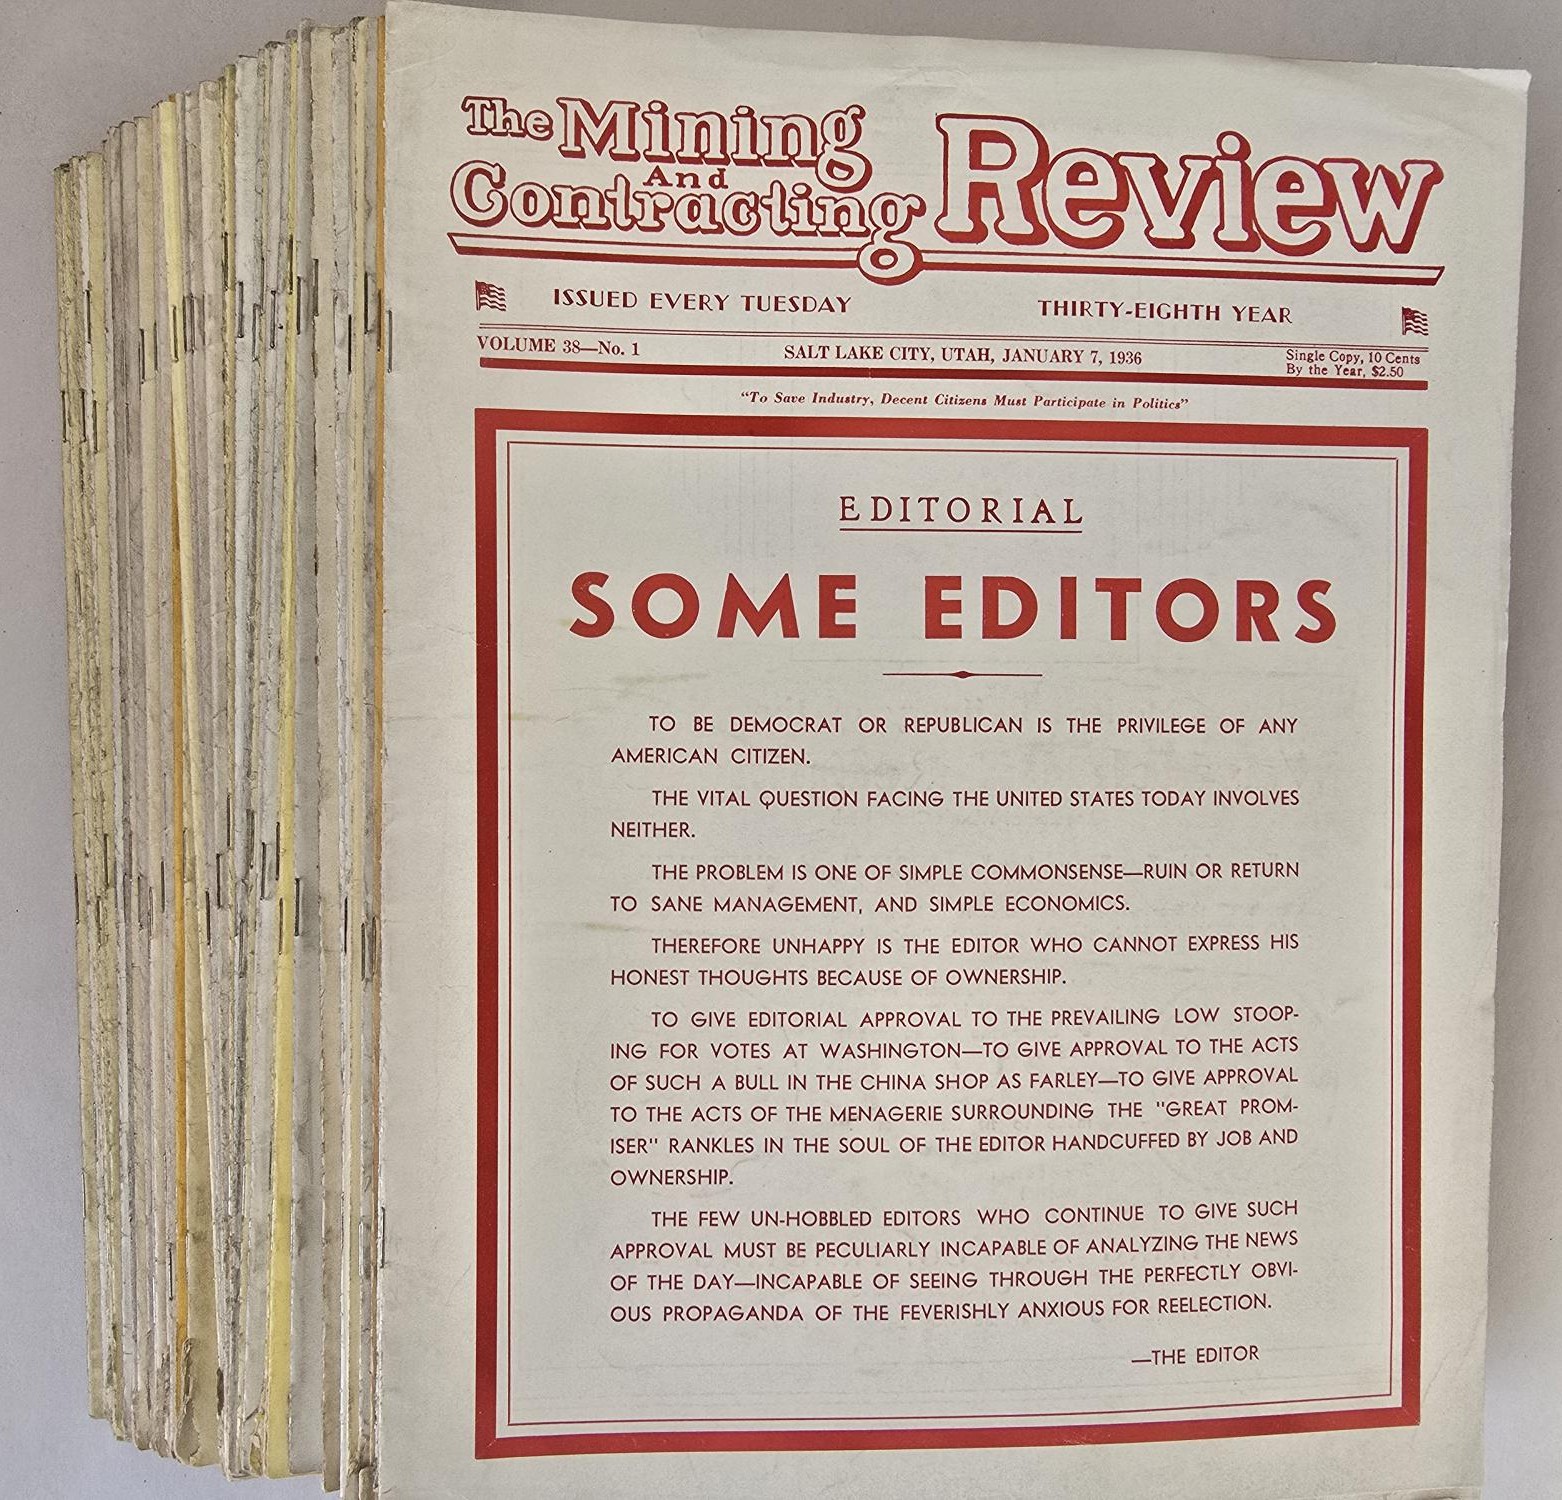 The Mining
And
Contracting
Review
ISSUED EVERY TUESDAY
THIRTY-EIGHTH YEAR
VOLUME 38—No. 1
SALT LAKE CITY, UTAH, JANUARY 7, 1936
Single Copy, 10 Cents
By the Year, $2.50
"To Save Industry, Decent Citizens Must Participate in Politics"
EDITORIAL
SOME EDITORS
TO BE DEMOCRAT OR REPUBLICAN IS THE PRIVILEGE OF ANY
AMERICAN CITIZEN.
THE VITAL QUESTION FACING THE UNITED STATES TODAY INVOLVES
NEITHER.
THE PROBLEM IS ONE OF SIMPLE COMMONSENSE—RUIN OR RETURN
TO SANE MANAGEMENT, AND SIMPLE ECONOMICS.
THEREFORE UNHAPPY IS THE EDITOR WHO CANNOT EXPRESS HIS
HONEST THOUGHTS BECAUSE OF OWNERSHIP.
TO GIVE EDITORIAL APPROVAL TO THE PREVAILING LOW STOOP-
ING FOR VOTES AT WASHINGTON—TO GIVE APPROVAL TO THE ACTS
OF SUCH A BULL IN THE CHINA SHOP AS FARLEY—TO GIVE APPROVAL
TO THE ACTS OF THE MENAGERIE SURROUNDING THE "GREAT PROM-
ISER" RANKLES IN THE SOUL OF THE EDITOR HANDCUFFED BY JOB AND
OWNERSHIP.
THE FEW UN-HOBBLED EDITORS WHO CONTINUE TO GIVE SUCH
APPROVAL MUST BE PECULIARLY INCAPABLE OF ANALYZING THE NEWS
OF THE DAY—INCAPABLE OF SEEING THROUGH THE PERFECTLY OBVI-
OUS PROPAGANDA OF THE FEVERISHLY ANXIOUS FOR REELECTION.
—THE EDITOR